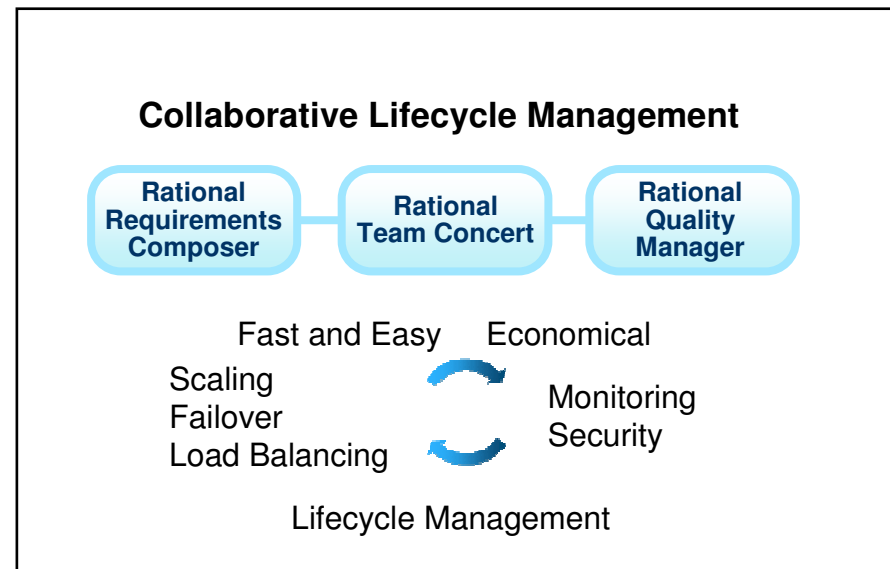 Collaborative Lifecycle Management
Rational
Requirements
Composer
Rational
Team Concert
Rational
Quality
Manager
Fast and Easy
Economical
Scaling
Failover
Load Balancing
Monitoring
Security
Lifecycle Management